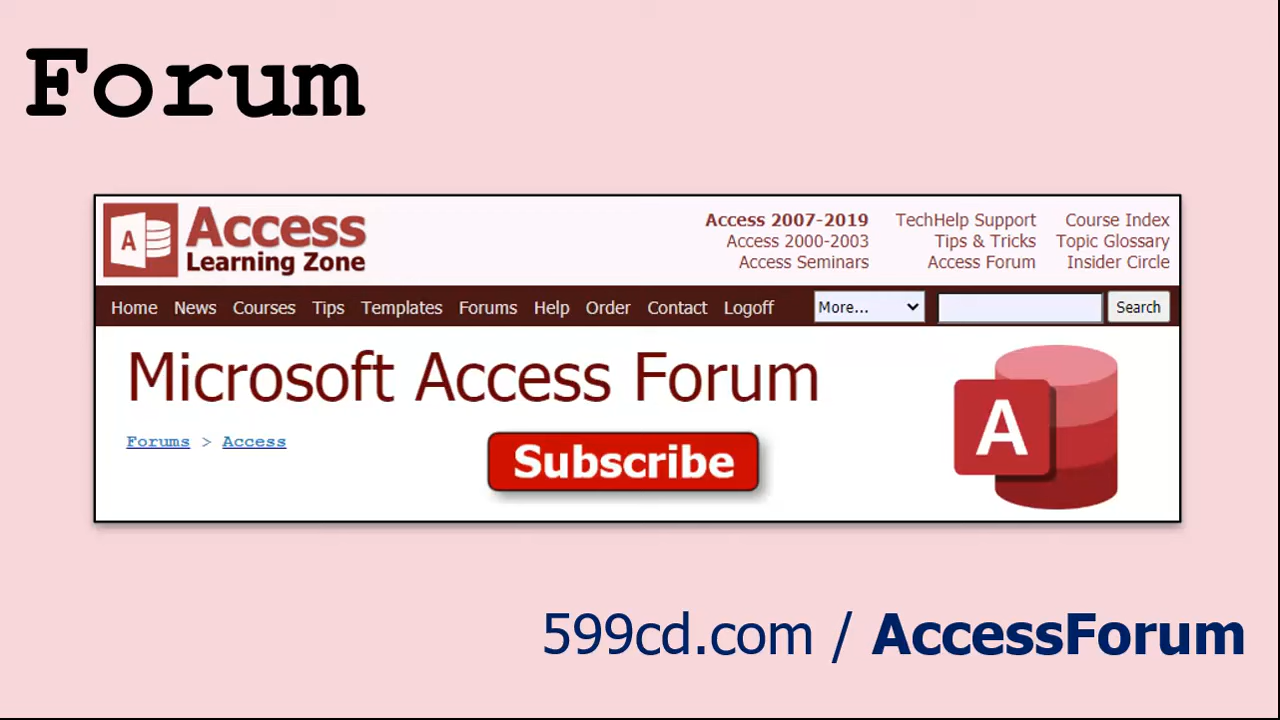 Forum
A Access
Learning Zone
Access 2007-2019 TechHelp Support Course Index
Access 2000-2003 Tips & Tricks Topic Glossary
Access Seminars Access Forum Insider Circle
Home News Courses Tips Templates Forums Help Order Contact Logoff More... Search
Microsoft Access Forum
A
Forums > Access
Subscribe
599cd.com / AccessForum